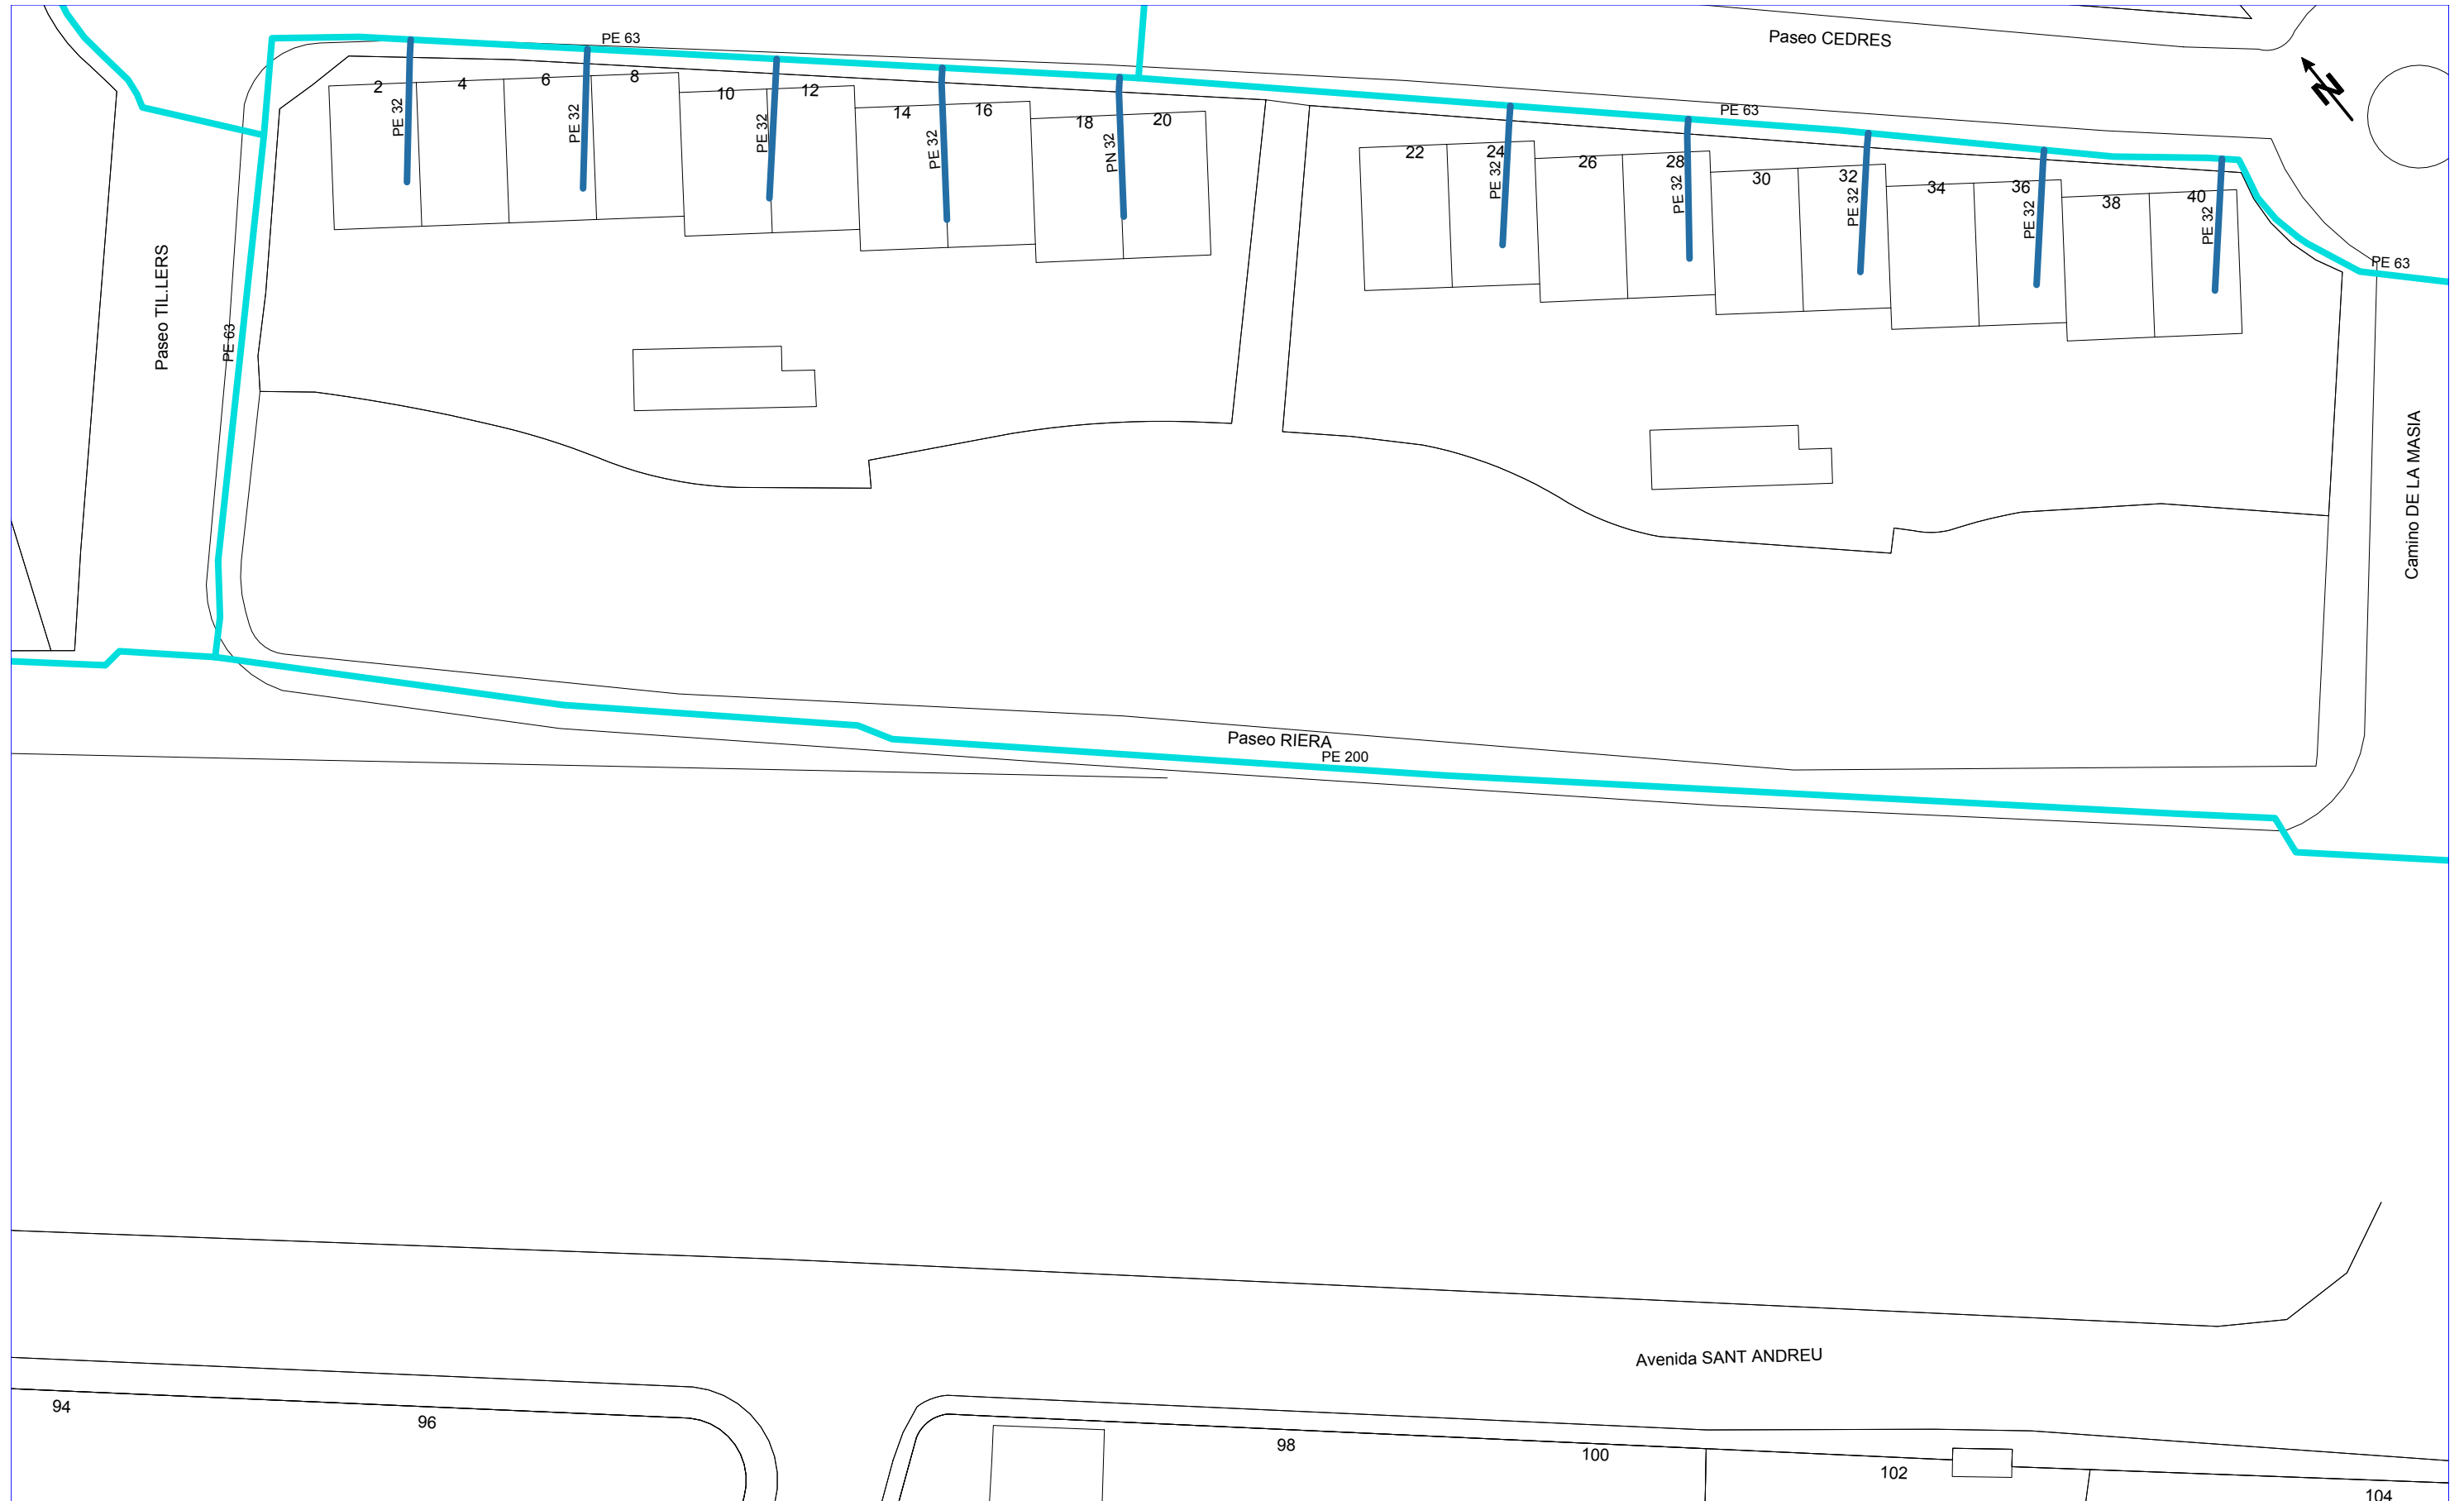 PE 63
Paseo CEDRES
N
2
4
6
8
10
12
14
16
18
20
PE 32
PE 32
PE 32
PE 32
PN 32
PE 63
22
24
26
28
30
32
34
36
38
40
PE 32
PE 32
PE 32
PE 32
PE 32
PE 63
Paseo TIL.LERS
PE 63
Camino DE LA MASIA
Paseo RIERA
PE 200
Avenida SANT ANDREU
94
96
98
100
102
104